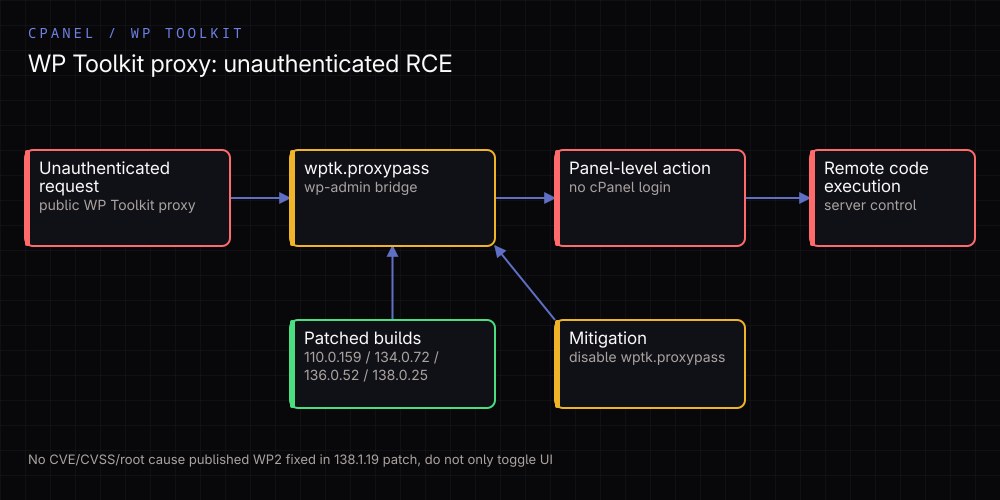 CPANEL / WP TOOLKIT
WP Toolkit proxy: unauthenticated RCE
Unauthenticated
request
public WP Toolkit proxy
wptk.proxypass
wp-admin bridge
Panel-level action
no cPanel login
Remote code
execution
server control
Patched builds
110.0.159 / 134.0.72 /
136.0.52 / 138.0.25
Mitigation
disable wptk.proxypass
No CVE/CVSS/root cause published WP2 fixed in 138.1.19 patch, do not only toggle UI